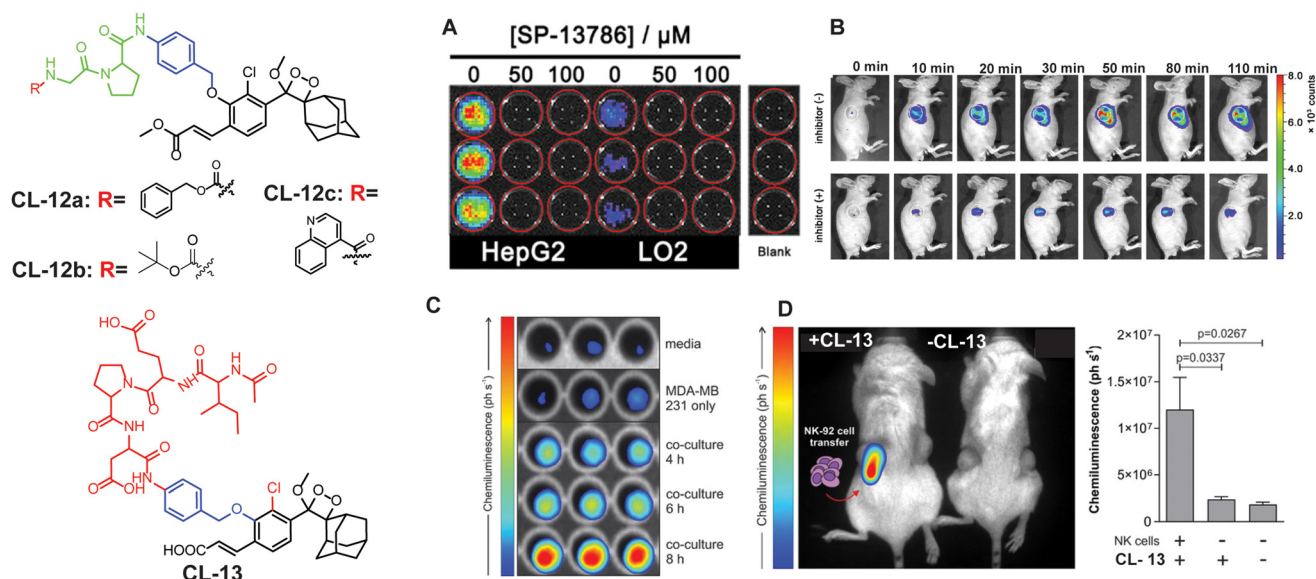 O
H
N
O
N
O
HN
R
O
Cl
O
O-O
O
O
CL-12a: R=
O
O
CL-12c: R=
N
O
CL-12b: R=
O
O
HO
O
O
N
O
NH
O
H
N
O
O
NH
O
O
OH
HN
O
Cl
O
O-O
HOOC
CL-13
A
[SP-13786] / µM
0 50 100 0 50 100
HepG2 LO2
Blank
B
0 min 10 min 20 min 30 min 50 min 80 min 110 min
inhibitor (-)
inhibitor (+)
8.0
6.0
4.0
2.0
× 10³ counts
C
Chemiluminescence (ph s⁻¹)
media
MDA-MB
231 only
co-culture
4 h
co-culture
6 h
co-culture
8 h
D
Chemiluminescence (ph s⁻¹)
+CL-13 -CL-13
NK-92 cell
transfer
Chemiluminescence (ph s⁻¹)
2×10⁷
1.5×10⁷
1×10⁷
5×10⁶
0
p=0.0267
p=0.0337
NK cells + - -
CL- 13 + + -